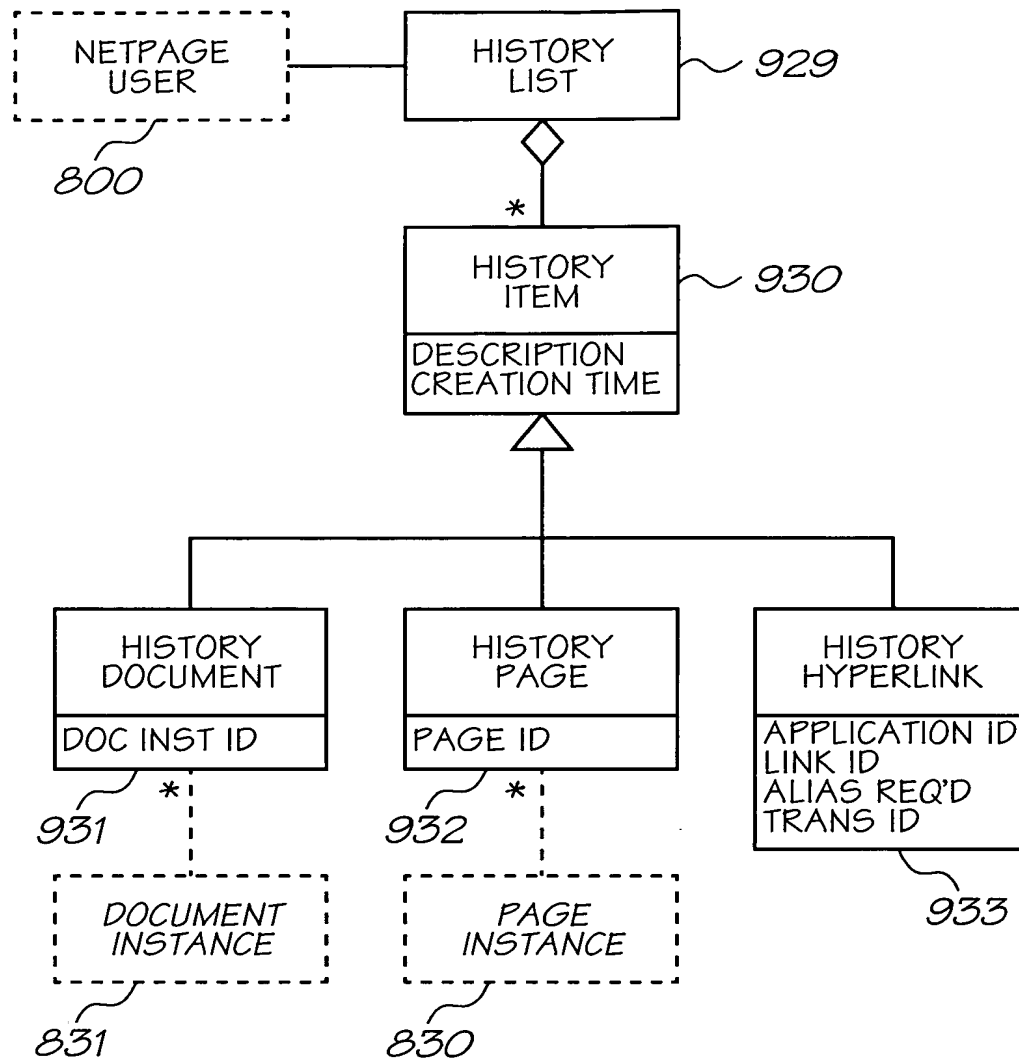 NETPAGE
USER
800
HISTORY
LIST
929
*
HISTORY
ITEM
930
DESCRIPTION
CREATION TIME
HISTORY
DOCUMENT
DOC INST ID
931
*
HISTORY
PAGE
PAGE ID
932
*
HISTORY
HYPERLINK
APPLICATION ID
LINK ID
ALIAS REQ'D
TRANS ID
933
DOCUMENT
INSTANCE
831
PAGE
INSTANCE
830